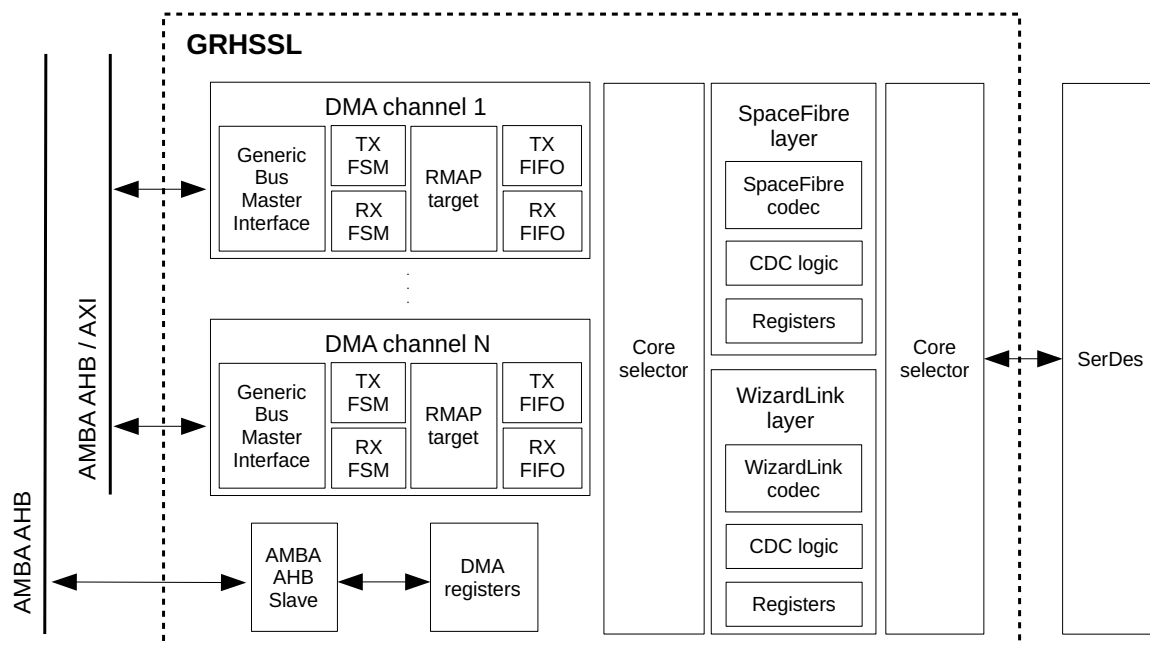 GRHSSL
AMBA AHB
AMBA AHB / AXI
DMA channel 1
Generic
Bus
Master
Interface
TX
FSM
RX
FSM
RMAP
target
TX
FIFO
RX
FIFO
DMA channel N
Generic
Bus
Master
Interface
TX
FSM
RX
FSM
RMAP
target
TX
FIFO
RX
FIFO
AMBA
AHB
Slave
DMA
registers
Core
selector
SpaceFibre
layer
SpaceFibre
codec
CDC logic
Registers
WizardLink
layer
WizardLink
codec
CDC logic
Registers
Core
selector
SerDes